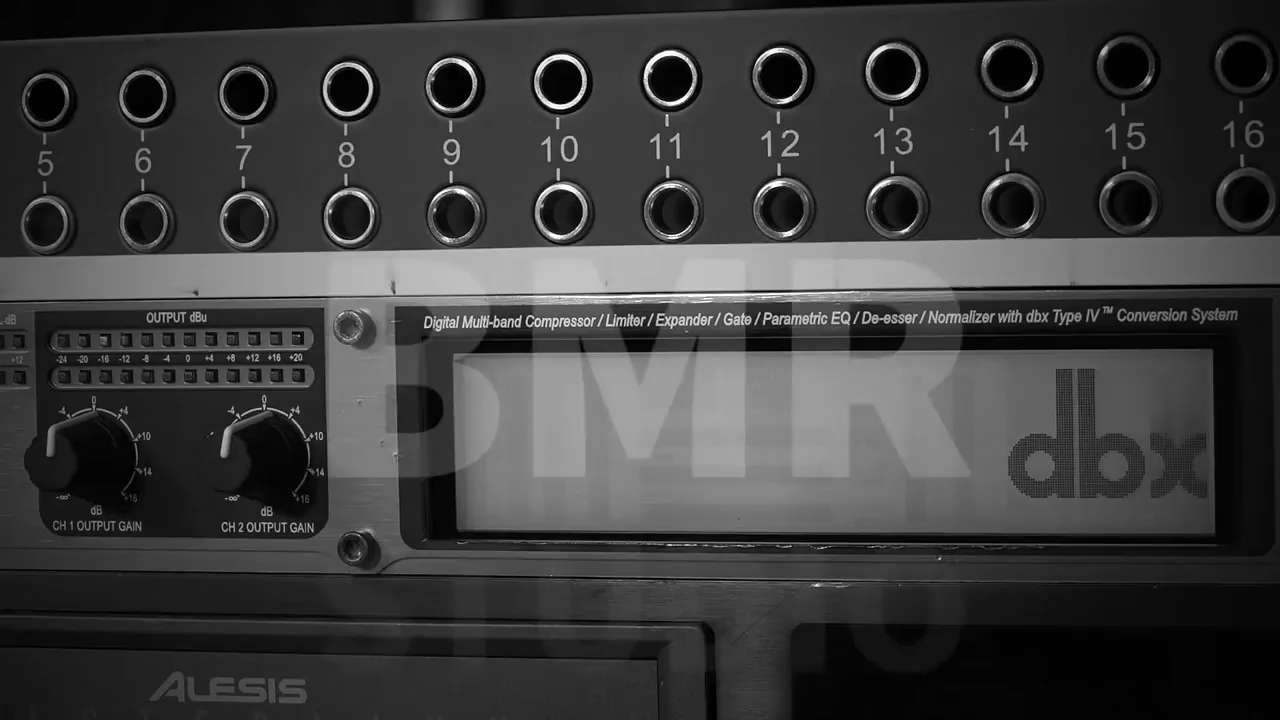 5 6 7 8 9 10 11 12 13 14 15 16
OUTPUT dBu
-24 -20 -16 -12 -8 -4 0 +4 +8 +12 +16 +20
dB
+12
-4 0 +4 +10 +14 +16 -∞
dB
CH 1 OUTPUT GAIN
-4 0 +4 +10 +14 +16 -∞
dB
CH 2 OUTPUT GAIN
Digital Multi-band Compressor / Limiter / Expander / Gate / Parametric EQ / De-esser / Normalizer with dbx Type IV™ Conversion System
dbx
BMR
ALESIS